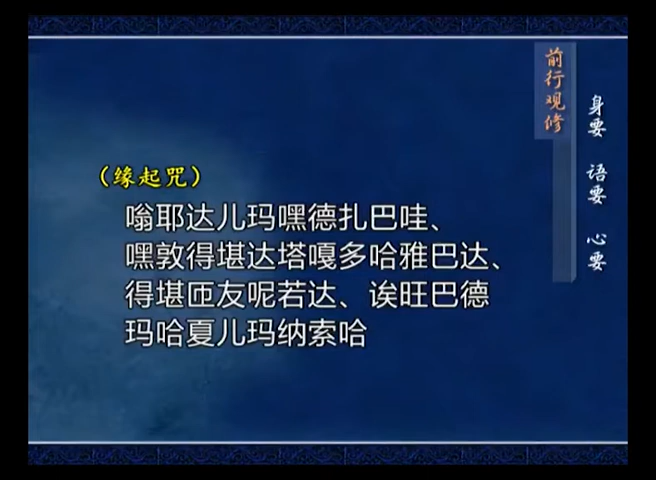 前行观修
身要 语要 心要
（缘起咒）
嗡耶达儿玛嘿德扎巴哇、
嘿敦得堪达塔嘎多哈雅巴达、
得堪匝友呢若达、诶旺巴德
玛哈夏儿玛纳索哈